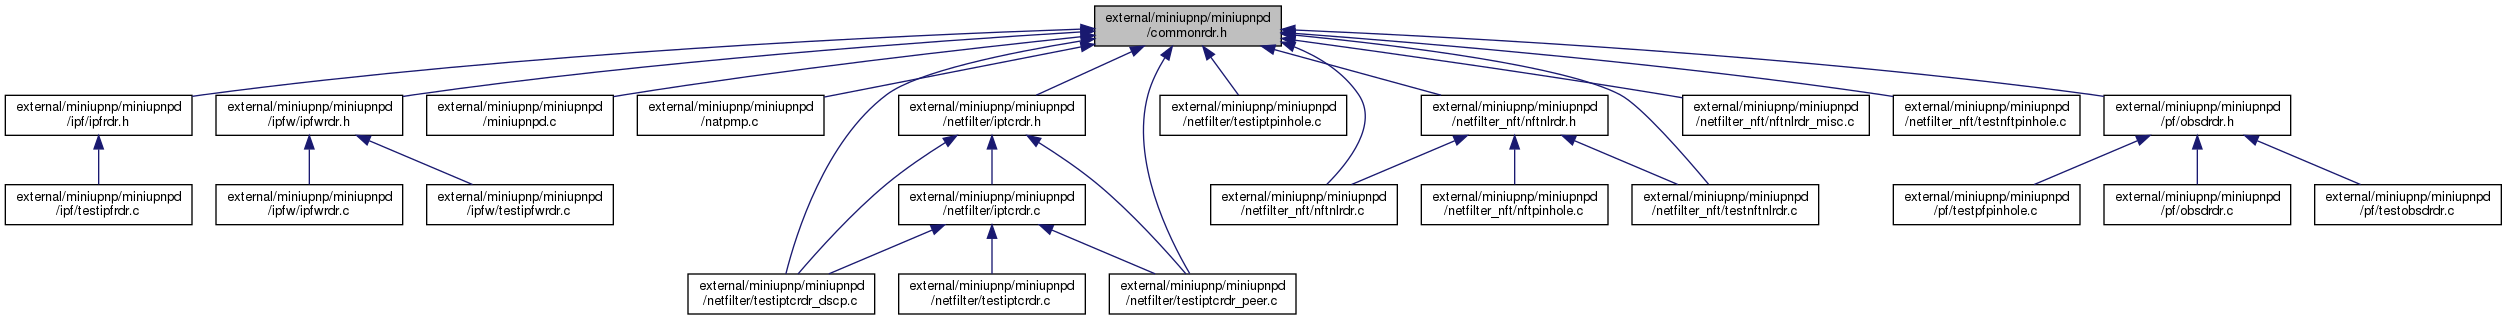 external/miniupnp/miniupnpd
/commonrdr.h
external/miniupnp/miniupnpd
/ipf/ipfrdr.h
external/miniupnp/miniupnpd
/ipfw/ipfwrdr.h
external/miniupnp/miniupnpd
/miniupnpd.c
external/miniupnp/miniupnpd
/natpmp.c
external/miniupnp/miniupnpd
/netfilter/iptcrdr.h
external/miniupnp/miniupnpd
/netfilter/testiptpinhole.c
external/miniupnp/miniupnpd
/netfilter_nft/nftnlrdr.h
external/miniupnp/miniupnpd
/netfilter_nft/nftnlrdr_misc.c
external/miniupnp/miniupnpd
/netfilter_nft/testnftpinhole.c
external/miniupnp/miniupnpd
/pf/obsdrdr.h
external/miniupnp/miniupnpd
/ipf/testipfrdr.c
external/miniupnp/miniupnpd
/ipfw/ipfwrdr.c
external/miniupnp/miniupnpd
/ipfw/testipfwrdr.c
external/miniupnp/miniupnpd
/netfilter/iptcrdr.c
external/miniupnp/miniupnpd
/netfilter_nft/nftnlrdr.c
external/miniupnp/miniupnpd
/netfilter_nft/nftpinhole.c
external/miniupnp/miniupnpd
/netfilter_nft/testnftnlrdr.c
external/miniupnp/miniupnpd
/pf/testpfpinhole.c
external/miniupnp/miniupnpd
/pf/obsdrdr.c
external/miniupnp/miniupnpd
/pf/testobsdrdr.c
external/miniupnp/miniupnpd
/netfilter/testiptcrdr_dscp.c
external/miniupnp/miniupnpd
/netfilter/testiptcrdr.c
external/miniupnp/miniupnpd
/netfilter/testiptcrdr_peer.c